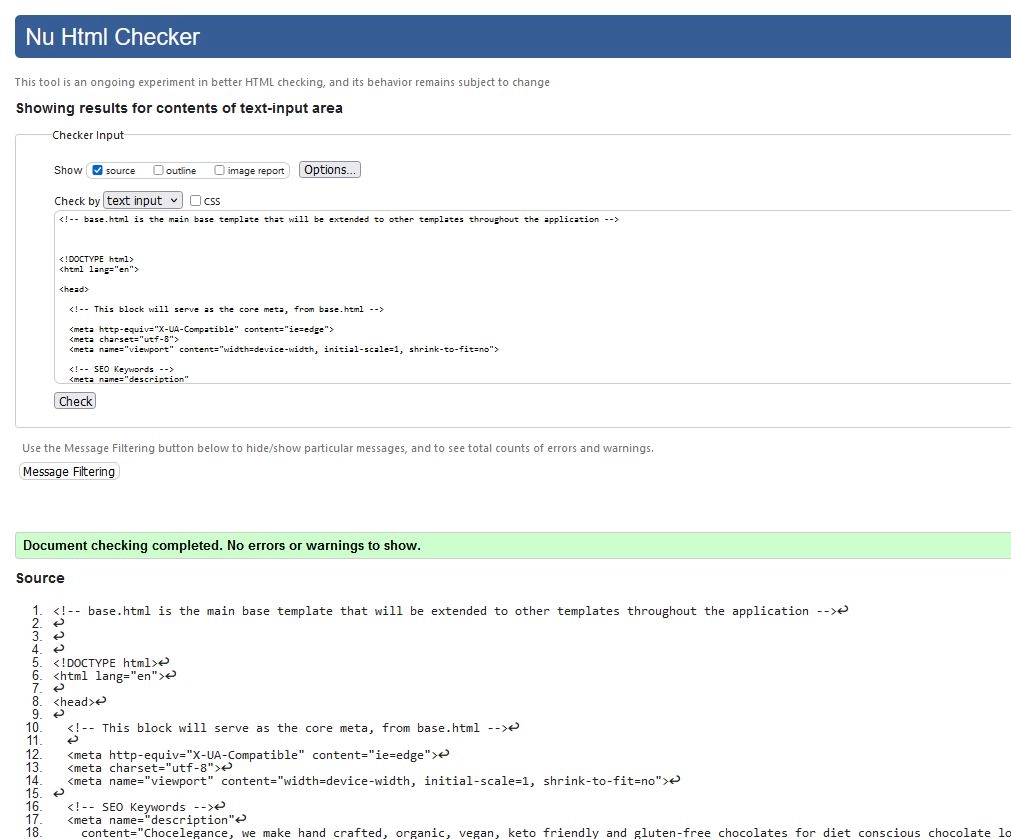 Nu Html Checker
This tool is an ongoing experiment in better HTML checking, and its behavior remains subject to change
Showing results for contents of text-input area
Checker Input
Show source outline image report Options...
Check by text input css
<!-- base.html is the main base template that will be extended to other templates throughout the application -->
<!DOCTYPE html>
<html lang="en">
<head>
<!-- This block will serve as the core meta, from base.html -->
<meta http-equiv="X-UA-Compatible" content="ie=edge">
<meta charset="utf-8">
<meta name="viewport" content="width=device-width, initial-scale=1, shrink-to-fit=no">
<!-- SEO Keywords -->
<meta name="description"
Check
Use the Message Filtering button below to hide/show particular messages, and to see total counts of errors and warnings.
Message Filtering
Document checking completed. No errors or warnings to show.
Source
1. <!-- base.html is the main base template that will be extended to other templates throughout the application -->↩
2. ↩
3. ↩
4. ↩
5. <!DOCTYPE html>↩
6. <html lang="en">↩
7. ↩
8. <head>↩
9. ↩
10. <!-- This block will serve as the core meta, from base.html -->↩
11. ↩
12. <meta http-equiv="X-UA-Compatible" content="ie=edge">↩
13. <meta charset="utf-8">↩
14. <meta name="viewport" content="width=device-width, initial-scale=1, shrink-to-fit=no">↩
15. ↩
16. <!-- SEO Keywords -->↩
17. <meta name="description"↩
18. content="Chocelegance, we make hand crafted, organic, vegan, keto friendly and gluten-free chocolates for diet conscious chocolate lo